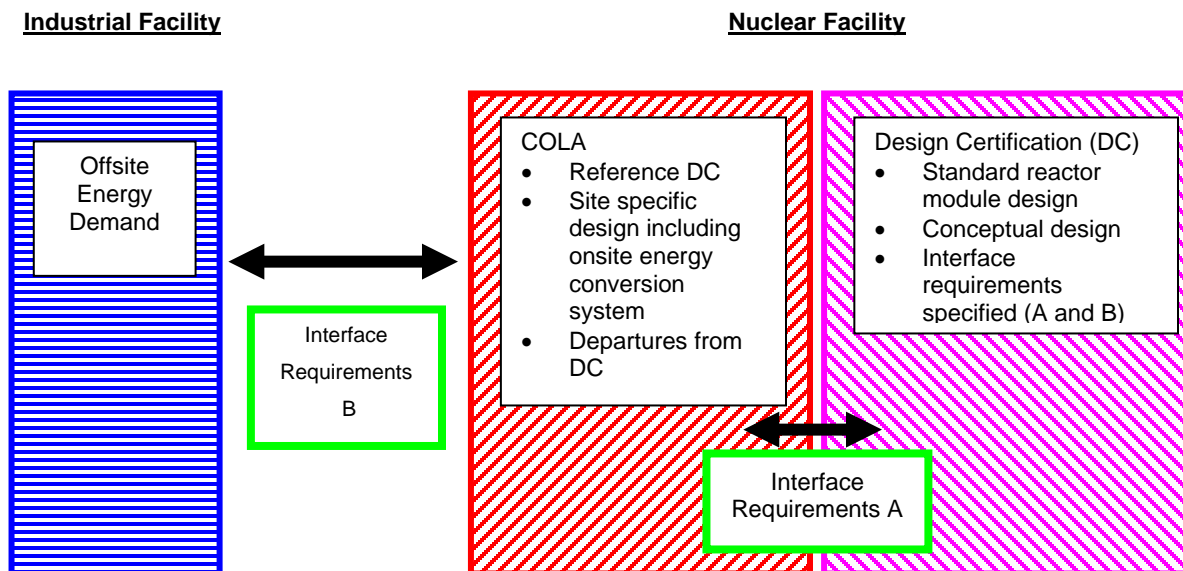 Industrial Facility
Nuclear Facility
Offsite
Energy
Demand
Interface
Requirements
B
COLA
• Reference DC
• Site specific
design including
onsite energy
conversion
system
• Departures from
DC
Design Certification (DC)
• Standard reactor
module design
• Conceptual design
• Interface
requirements
specified (A and B)
Interface
Requirements A